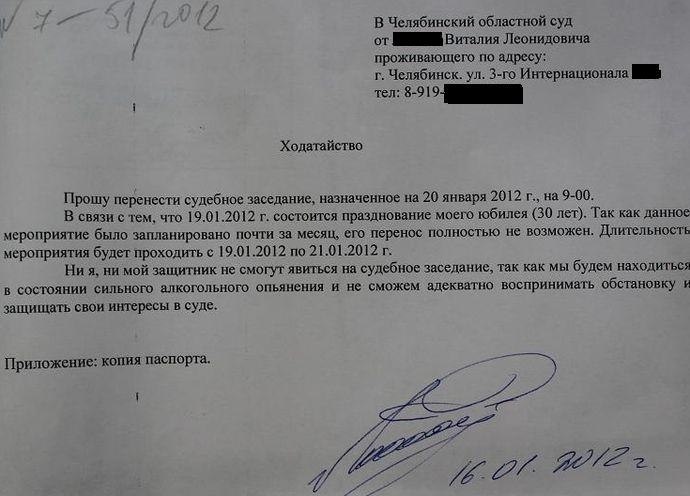 № 7-51/2012
В Челябинский областной суд
от Виталия Леонидовича
проживающего по адресу:
г. Челябинск. ул. 3-го Интернационала
тел: 8-919-
Ходатайство
Прошу перенести судебное заседание, назначенное на 20 января 2012 г., на 9-00.
В связи с тем, что 19.01.2012 г. состоится празднование моего юбилея (30 лет). Так как данное
мероприятие было запланировано почти за месяц, его перенос полностью не возможен. Длительность
мероприятия будет проходить с 19.01.2012 по 21.01.2012 г.
Ни я, ни мой защитник не смогут явиться на судебное заседание, так как мы будем находиться
в состоянии сильного алкогольного опьянения и не сможем адекватно воспринимать обстановку и
защищать свои интересы в суде.
Приложение: копия паспорта.
16.01.2012 г.